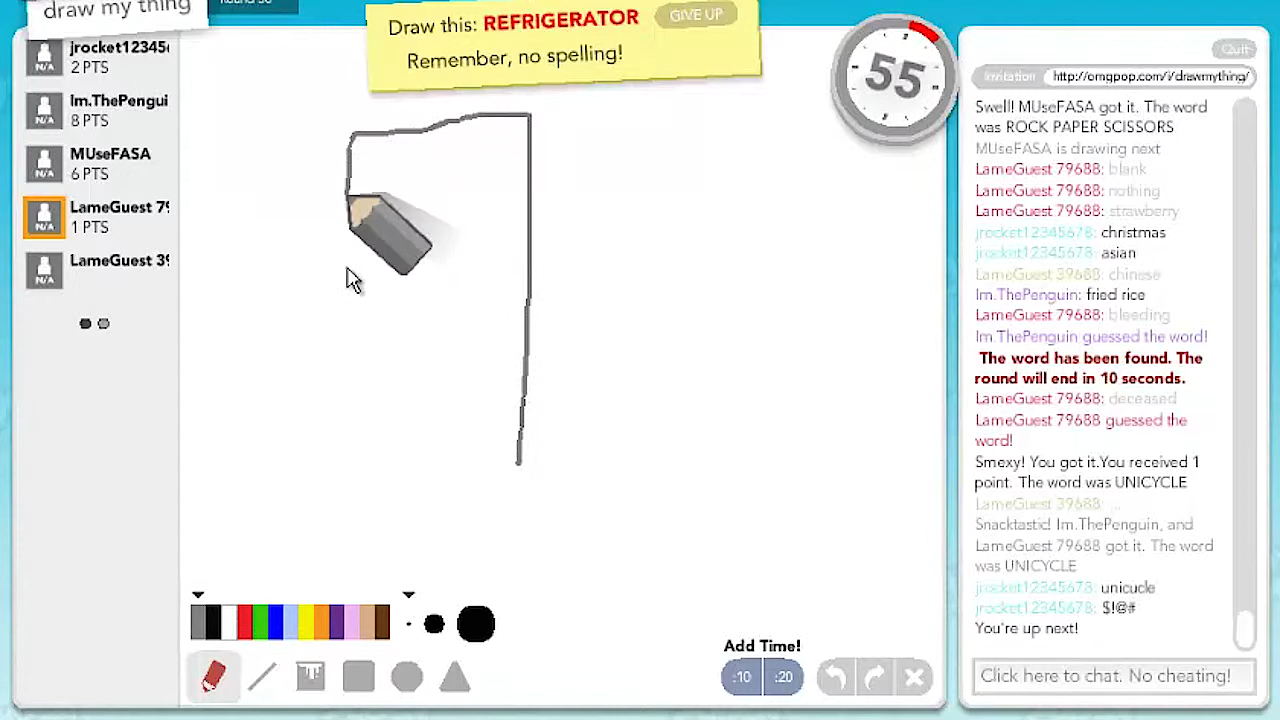 draw my thing
Draw this: REFRIGERATOR
GIVE UP
Remember, no spelling!
55
Quit
Invitation
http://omgpop.com/i/drawmything/
jrocket12345
2 PTS
Im.ThePengui
8 PTS
MUseFASA
6 PTS
LameGuest 79
1 PTS
LameGuest 39
N/A
N/A
N/A
N/A
N/A
Swell! MUseFASA got it. The word
was ROCK PAPER SCISSORS
MUseFASA is drawing next
LameGuest 79688: blank
LameGuest 79688: nothing
LameGuest 79688: strawberry
jrocket12345678: christmas
jrocket12345678: asian
LameGuest 39688: chinese
Im.ThePenguin: fried rice
LameGuest 79688: bleeding
Im.ThePenguin guessed the word!
The word has been found. The
round will end in 10 seconds.
LameGuest 79688: deceased
LameGuest 79688 guessed the
word!
Smexy! You got it.You received 1
point. The word was UNICYCLE
LameGuest 39688: ...
Snacktastic! Im.ThePenguin, and
LameGuest 79688 got it. The word
was UNICYCLE
jrocket12345678: unicucle
jrocket12345678: $!@#
You're up next!
Add Time!
:10
:20
Click here to chat. No cheating!